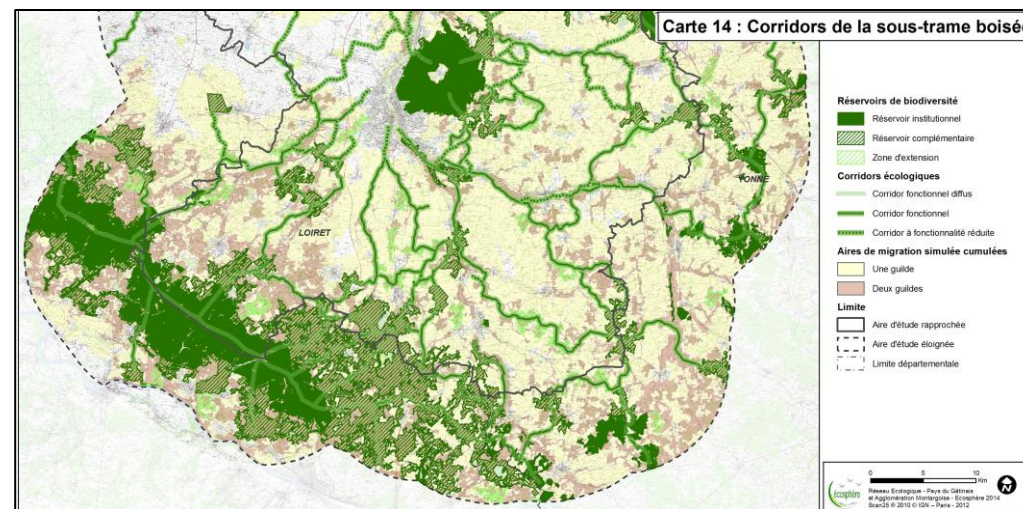 Carte 14 : Corridors de la sous-trame boisé
Réservoirs de biodiversité
Réservoir institutionnel
Réservoir complémentaire
Zone d'extension
Corridors écologiques
Corridor fonctionnel diffus
Corridor fonctionnel
Corridor à fonctionnalité réduite
Aires de migration simulée cumulées
Une guilde
Deux guildes
Limite
Aire d'étude rapprochée
Aire d'étude éloignée
Limite départementale
YONNE
LOIRET
0 5 10
Km
N
écosphère
Réseau Ecologique - Pays du Gâtinais
et Agglomération Montargoise - Ecosphère 2014
Scan25 ® 2010 © IGN – Paris - 2012